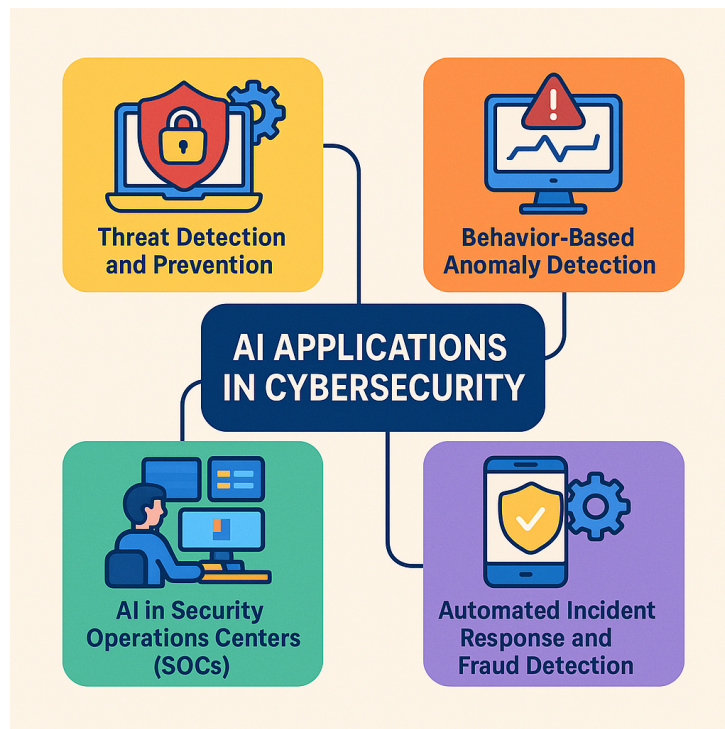 Threat Detection
and Prevention
Behavior-Based
Anomaly Detection
AI APPLICATIONS
IN CYBERSECURITY
AI in Security
Operations Centers
(SOCs)
Automated Incident
Response and
Fraud Detection